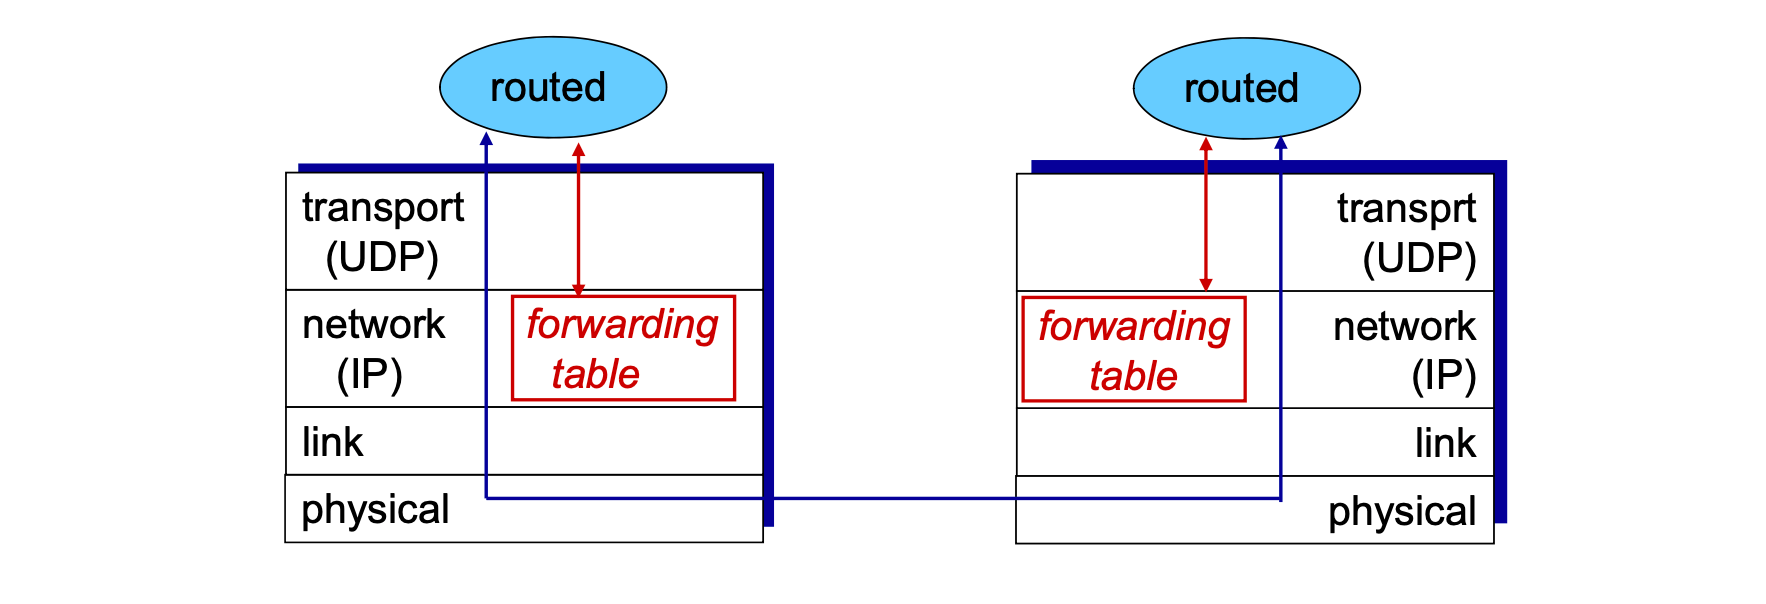 routed
transport
(UDP)
network
(IP)
forwarding
table
link
physical
routed
transprt
(UDP)
forwarding
table
network
(IP)
link
physical